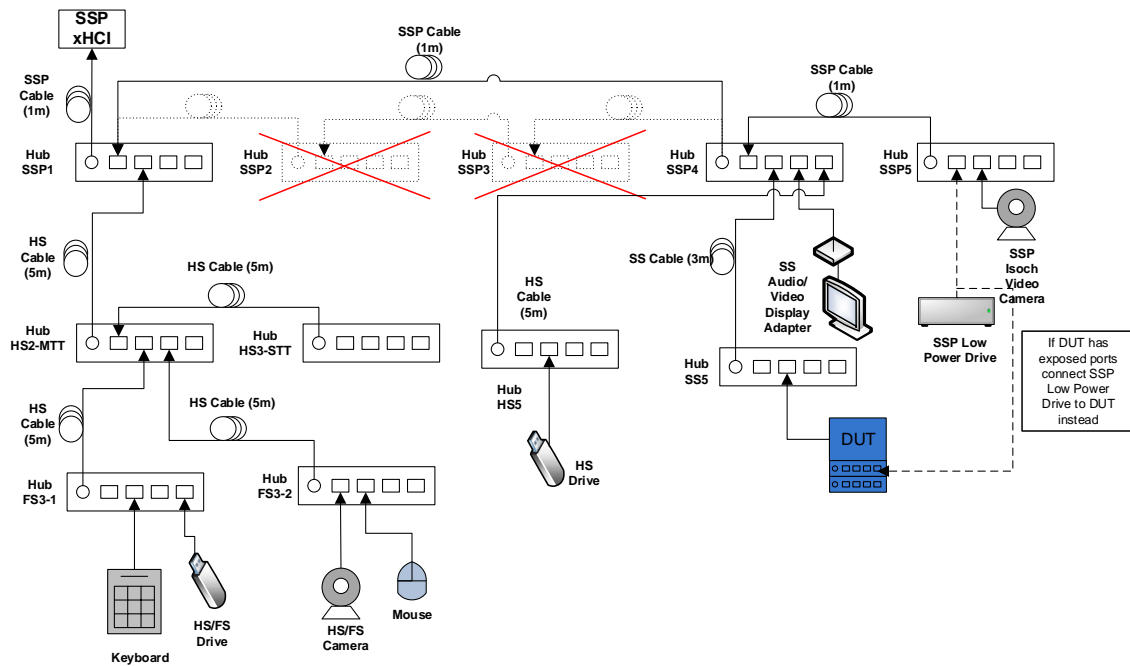 SSP
xHCI
SSP
Cable
(1m)
SSP Cable
(1m)
SSP Cable
(1m)
Hub
SSP1
Hub
SSP2
Hub
SSP3
Hub
SSP4
Hub
SSP5
HS
Cable
(5m)
HS Cable (5m)
HS
Cable
(5m)
SS Cable (3m)
SS
Audio/
Video
Display
Adapter
SSP
Isoch
Video
Camera
SSP Low
Power Drive
If DUT has
exposed ports
connect SSP
Low Power
Drive to DUT
instead
Hub
HS2-MTT
Hub
HS3-STT
Hub
HS5
Hub
SS5
HS
Cable
(5m)
HS Cable (5m)
DUT
HS
Drive
Hub
FS3-1
Hub
FS3-2
Keyboard
HS/FS
Drive
HS/FS
Camera
Mouse